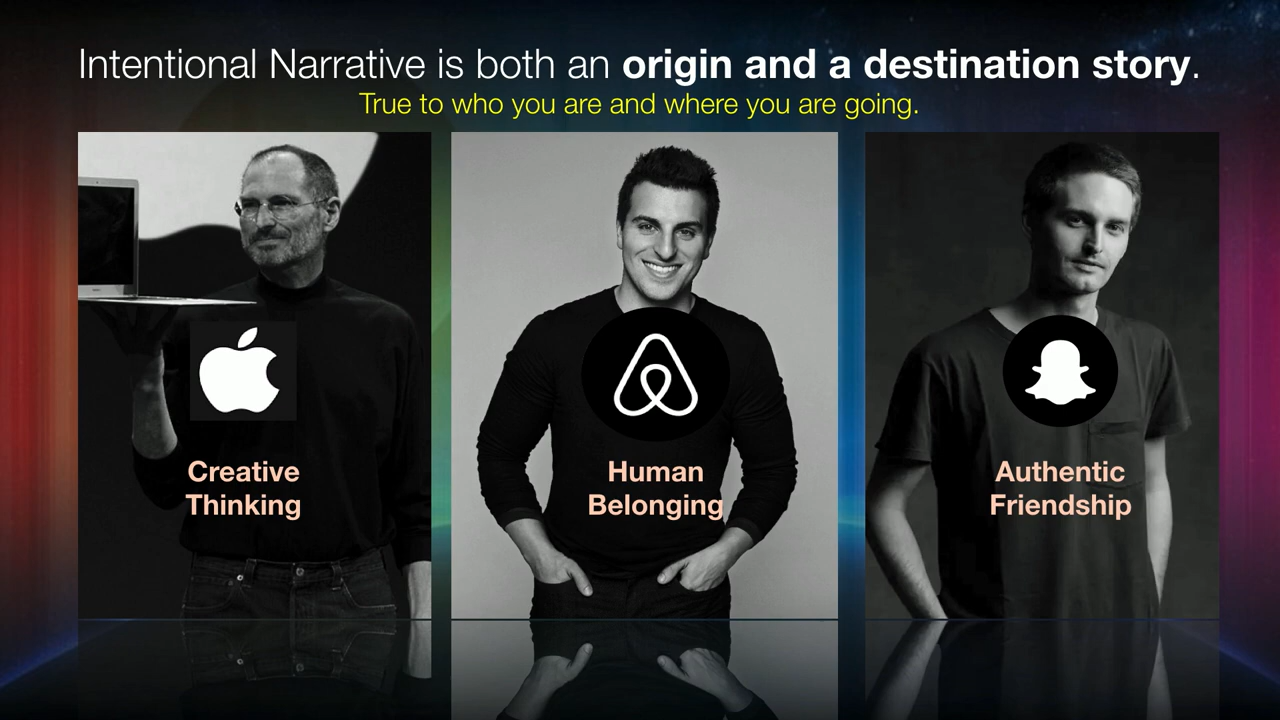 Intentional Narrative is both an origin and a destination story.
True to who you are and where you are going.
Creative
Thinking
Human
Belonging
Authentic
Friendship